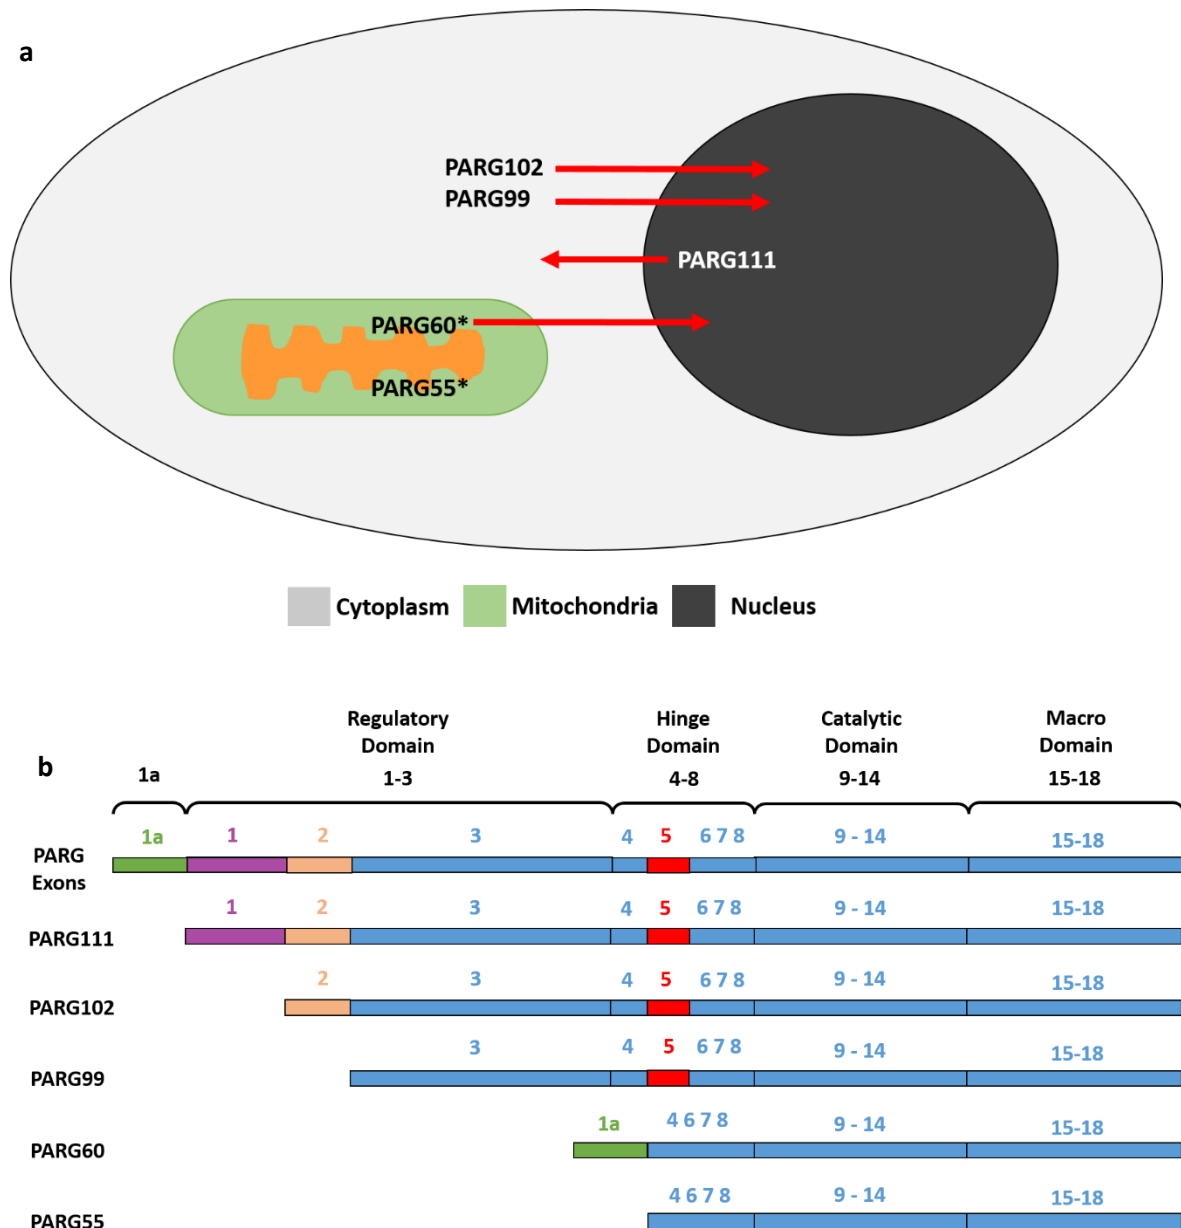 a
PARG102
PARG99
PARG111
PARG60*
PARG55*
Cytoplasm Mitochondria Nucleus
b
Regulatory Domain
Hinge Domain
Catalytic Domain
Macro Domain
1a 1-3 4-8 9-14 15-18
PARG Exons
1a 1 2 3 4 5 6 7 8 9 - 14 15-18
PARG111
1 2 3 4 5 6 7 8 9 - 14 15-18
PARG102
2 3 4 5 6 7 8 9 - 14 15-18
PARG99
3 4 5 6 7 8 9 - 14 15-18
PARG60
1a 4 6 7 8 9 - 14 15-18
PARG55
4 6 7 8 9 - 14 15-18